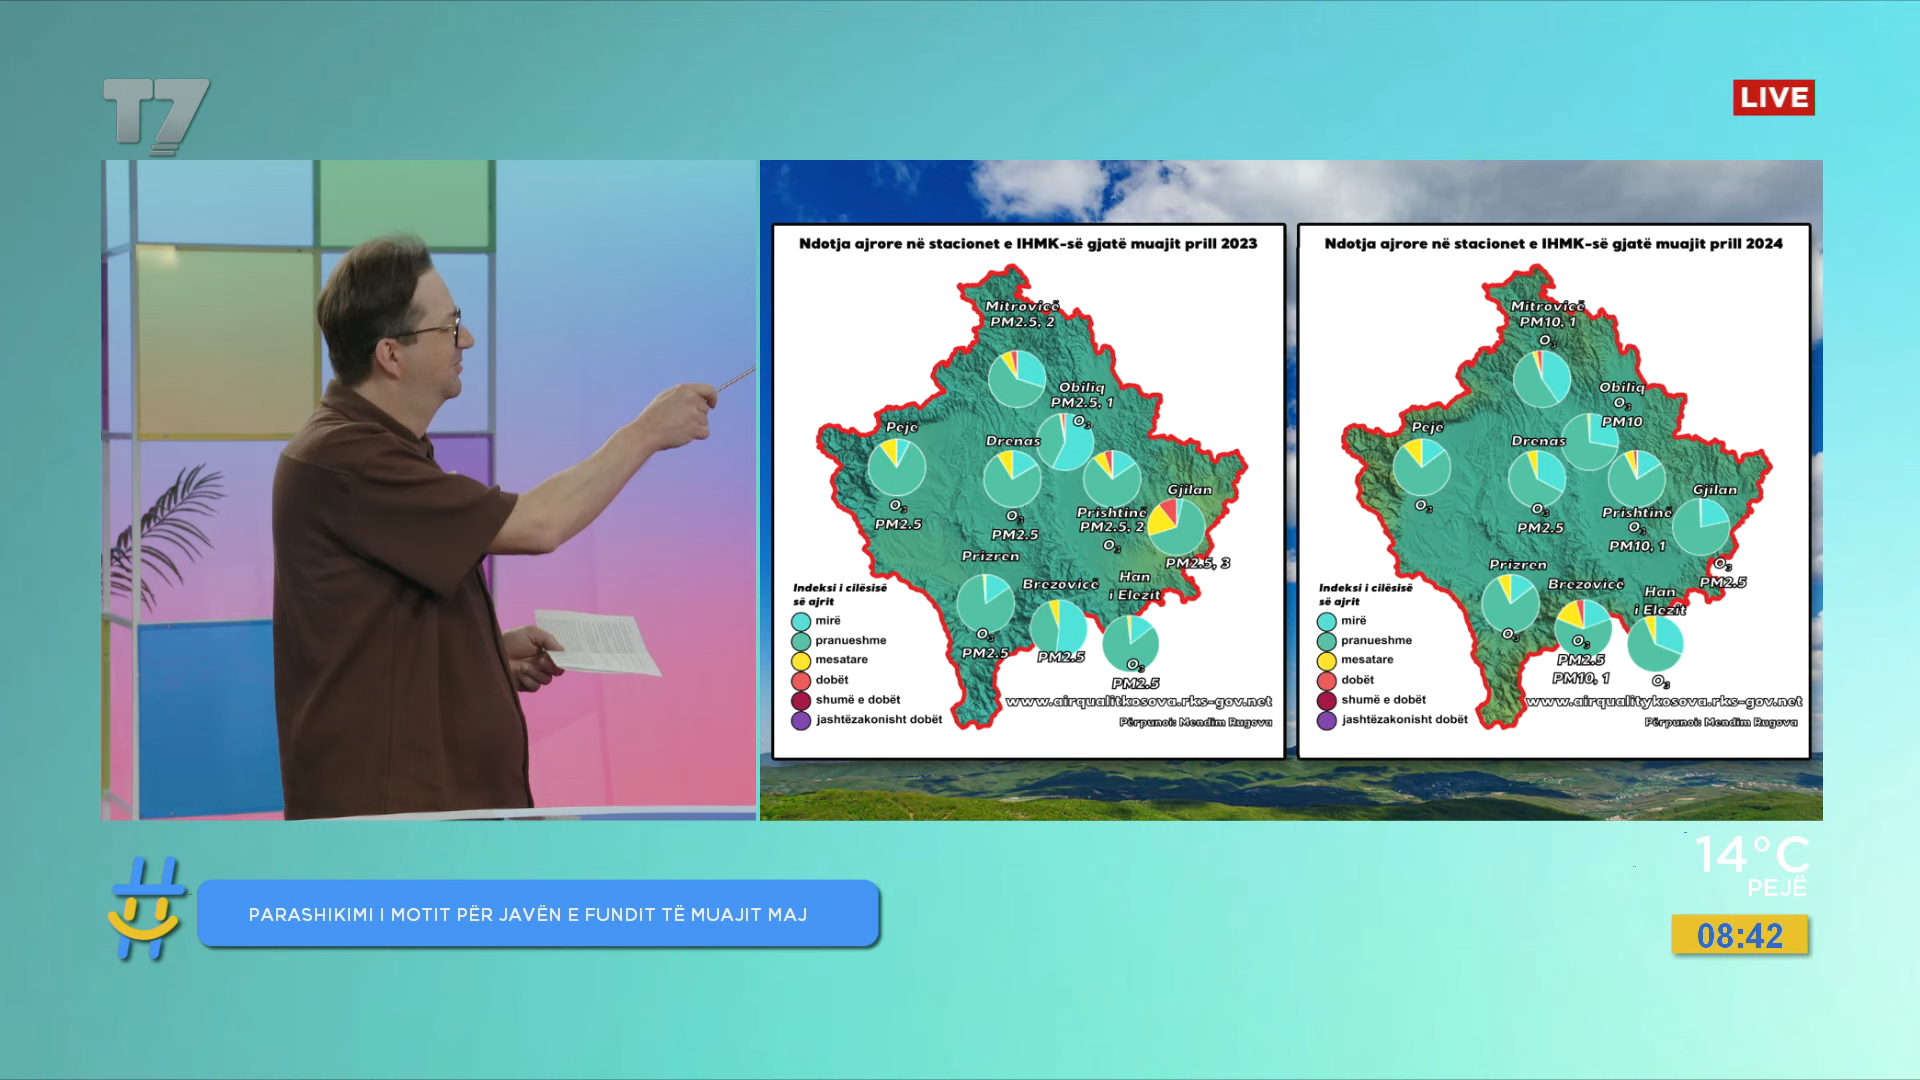 T7
LIVE
Ndotja ajrore në stacionet e IHMK-së gjatë muajit prill 2023
Mitrovicë
PM2.5, 2
Obiliq
PM2.5, 1
O3
Pejë
O3
PM2.5
Drenas
O3
PM2.5
Prishtinë
PM2.5, 2
O3
Gjilan
PM2.5, 3
Prizren
O3
PM2.5
Brezovicë
PM2.5
Han
i Elezit
O3
PM2.5
Indeksi i cilësisë
së ajrit
mirë
pranueshme
mesatare
dobët
shumë e dobët
jashtëzakonisht dobët
www.airqualitkosova.rks-gov.net
Përpunoi: Mendim Rugova
Ndotja ajrore në stacionet e IHMK-së gjatë muajit prill 2024
Mitrovicë
PM10, 1
O3
Obiliq
O3
PM10
Pejë
O3
Drenas
O3
PM2.5
Prishtinë
O3
PM10, 1
Gjilan
O3
PM2.5
Prizren
O3
Brezovicë
O3
PM2.5
PM10, 1
Han
i Elezit
O3
Indeksi i cilësisë
së ajrit
mirë
pranueshme
mesatare
dobët
shumë e dobët
jashtëzakonisht dobët
www.airqualitykosova.rks-gov.net
Përpunoi: Mendim Rugova
14°C
PEJË
PARASHIKIMI I MOTIT PËR JAVËN E FUNDIT TË MUAJIT MAJ
08:42